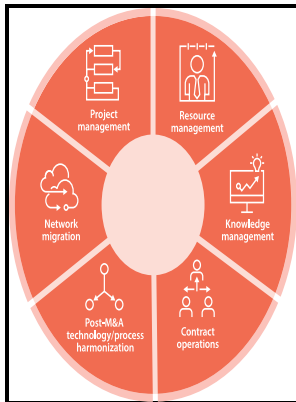 Project
management
Resource
management
Network
migration
Knowledge
management
Post-M&A
technology/process
harmonization
Contract
operations